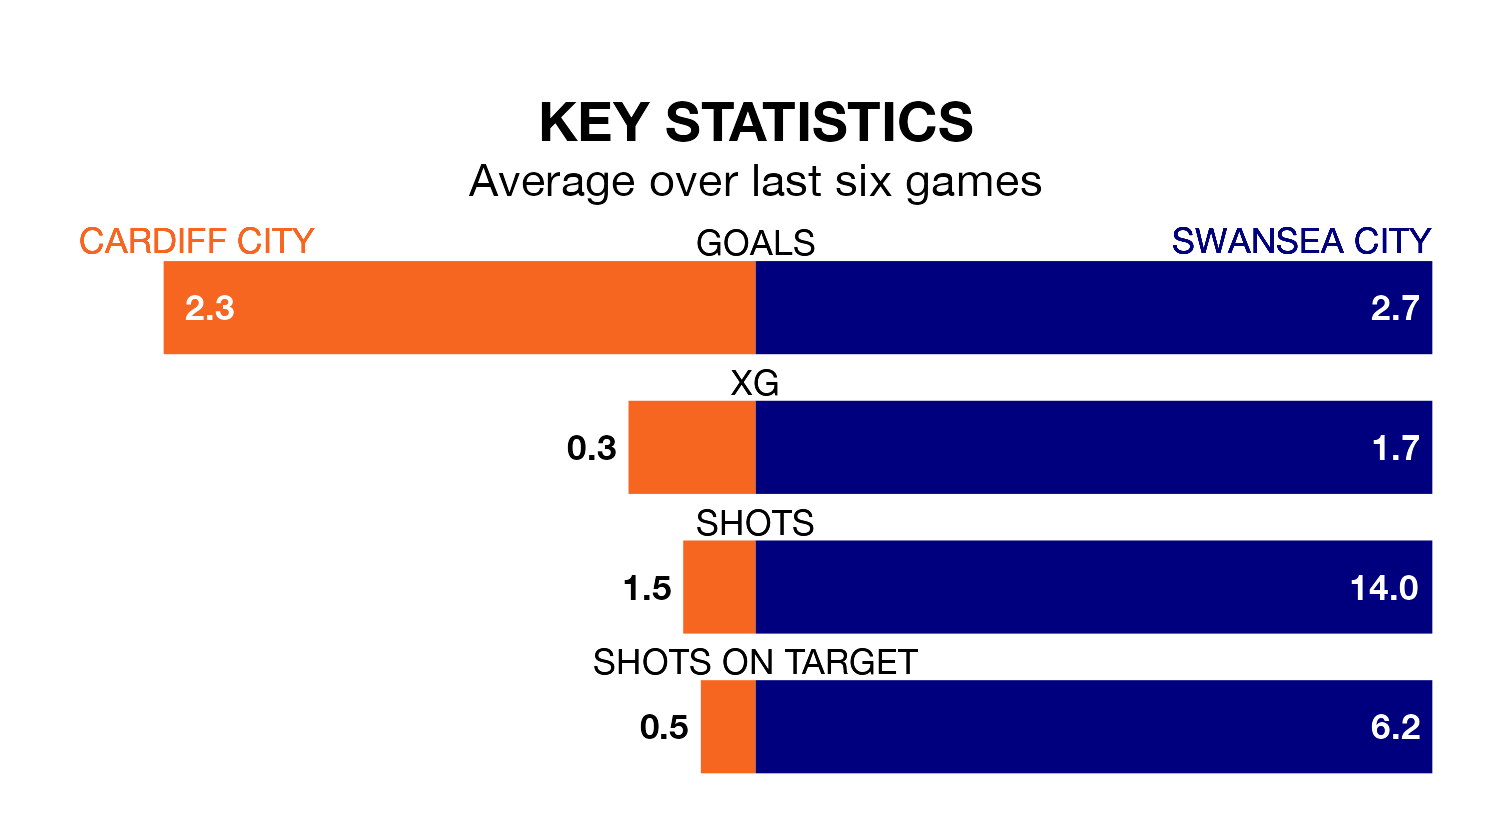 KEY STATISTICS
Average over last six games
CARDIFF CITY GOALS SWANSEA CITY
2.3 2.7
XG
0.3 1.7
SHOTS
1.5 14.0
SHOTS ON TARGET
0.5 6.2